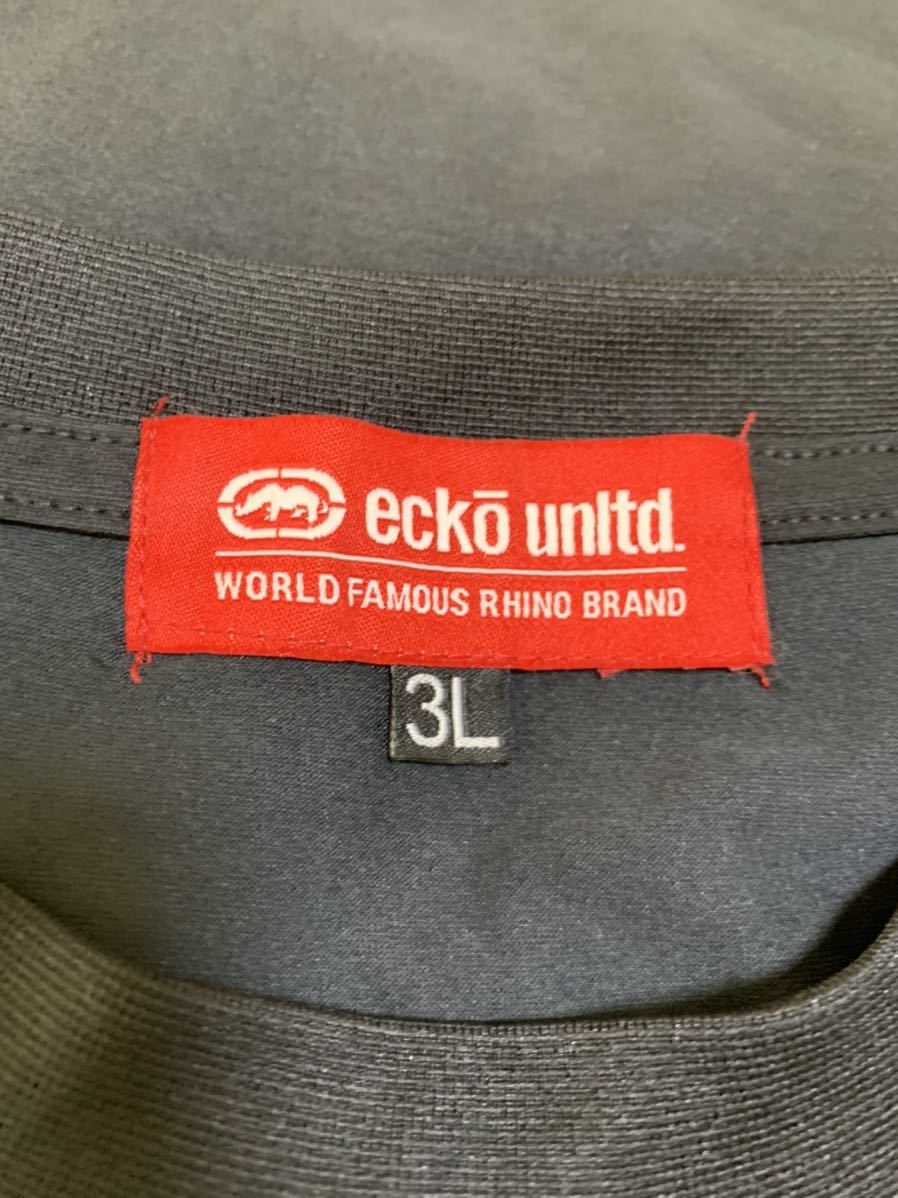 eckō unltd.
WORLD FAMOUS RHINO BRAND
3L